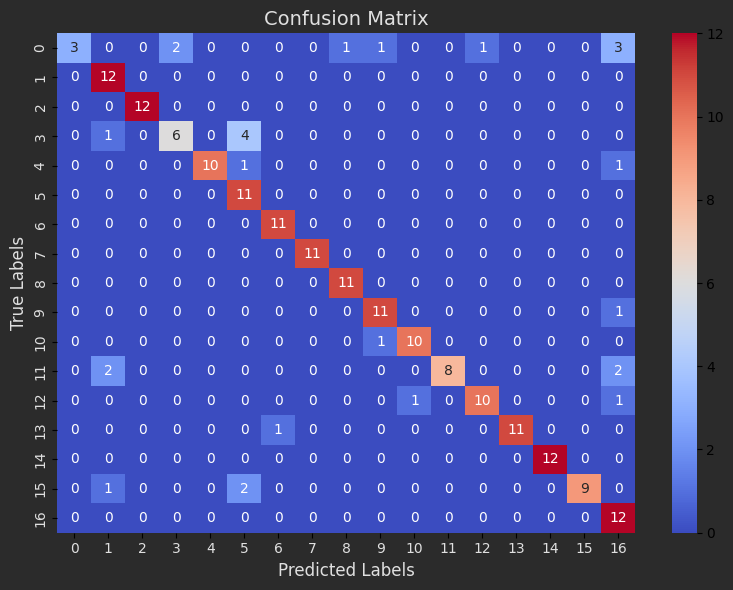 Confusion Matrix
True Labels
0 3 0 0 2 0 0 0 0 1 1 0 0 1 0 0 0 3
1 0 12 0 0 0 0 0 0 0 0 0 0 0 0 0 0 0
2 0 0 12 0 0 0 0 0 0 0 0 0 0 0 0 0 0
3 0 1 0 6 0 4 0 0 0 0 0 0 0 0 0 0 0
4 0 0 0 0 10 1 0 0 0 0 0 0 0 0 0 0 1
5 0 0 0 0 0 11 0 0 0 0 0 0 0 0 0 0 0
6 0 0 0 0 0 0 11 0 0 0 0 0 0 0 0 0 0
7 0 0 0 0 0 0 0 11 0 0 0 0 0 0 0 0 0
8 0 0 0 0 0 0 0 0 11 0 0 0 0 0 0 0 0
9 0 0 0 0 0 0 0 0 0 11 0 0 0 0 0 0 1
10 0 0 0 0 0 0 0 0 0 1 10 0 0 0 0 0 0
11 0 2 0 0 0 0 0 0 0 0 0 8 0 0 0 0 2
12 0 0 0 0 0 0 0 0 0 0 1 0 10 0 0 0 1
13 0 0 0 0 0 0 1 0 0 0 0 0 0 11 0 0 0
14 0 0 0 0 0 0 0 0 0 0 0 0 0 0 12 0 0
15 0 1 0 0 0 2 0 0 0 0 0 0 0 0 0 9 0
16 0 0 0 0 0 0 0 0 0 0 0 0 0 0 0 0 12
0 1 2 3 4 5 6 7 8 9 10 11 12 13 14 15 16
Predicted Labels
12
10
8
6
4
2
0